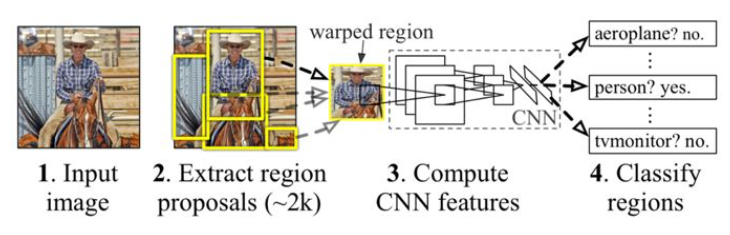 warped region
aeroplane? no.
person? yes.
CNN
tvmonitor? no.
1. Input
image
2. Extract region
proposals (~2k)
3. Compute
CNN features
4. Classify
regions